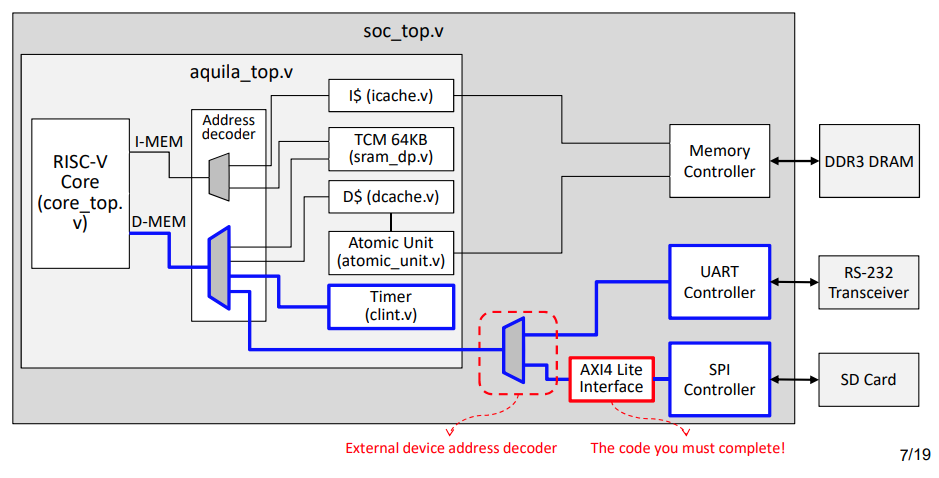 soc_top.v
aquila_top.v
RISC-V
Core
(core_top.
v)
I-MEM
D-MEM
Address
decoder
I$ (icache.v)
TCM 64KB
(sram_dp.v)
D$ (dcache.v)
Atomic Unit
(atomic_unit.v)
Timer
(clint.v)
Memory
Controller
DDR3 DRAM
UART
Controller
RS-232
Transceiver
AXI4 Lite
Interface
SPI
Controller
SD Card
External device address decoder
The code you must complete!
7/19